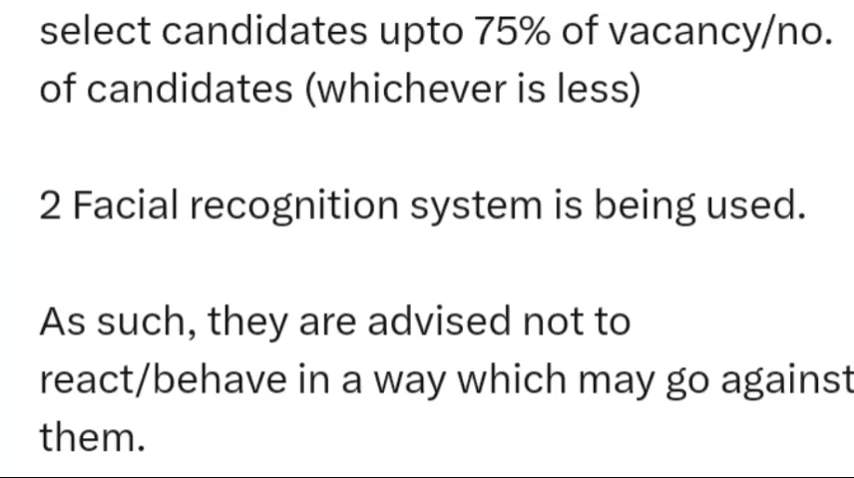 select candidates upto 75% of vacancy/no.
of candidates (whichever is less)
2 Facial recognition system is being used.
As such, they are advised not to
react/behave in a way which may go against
them.